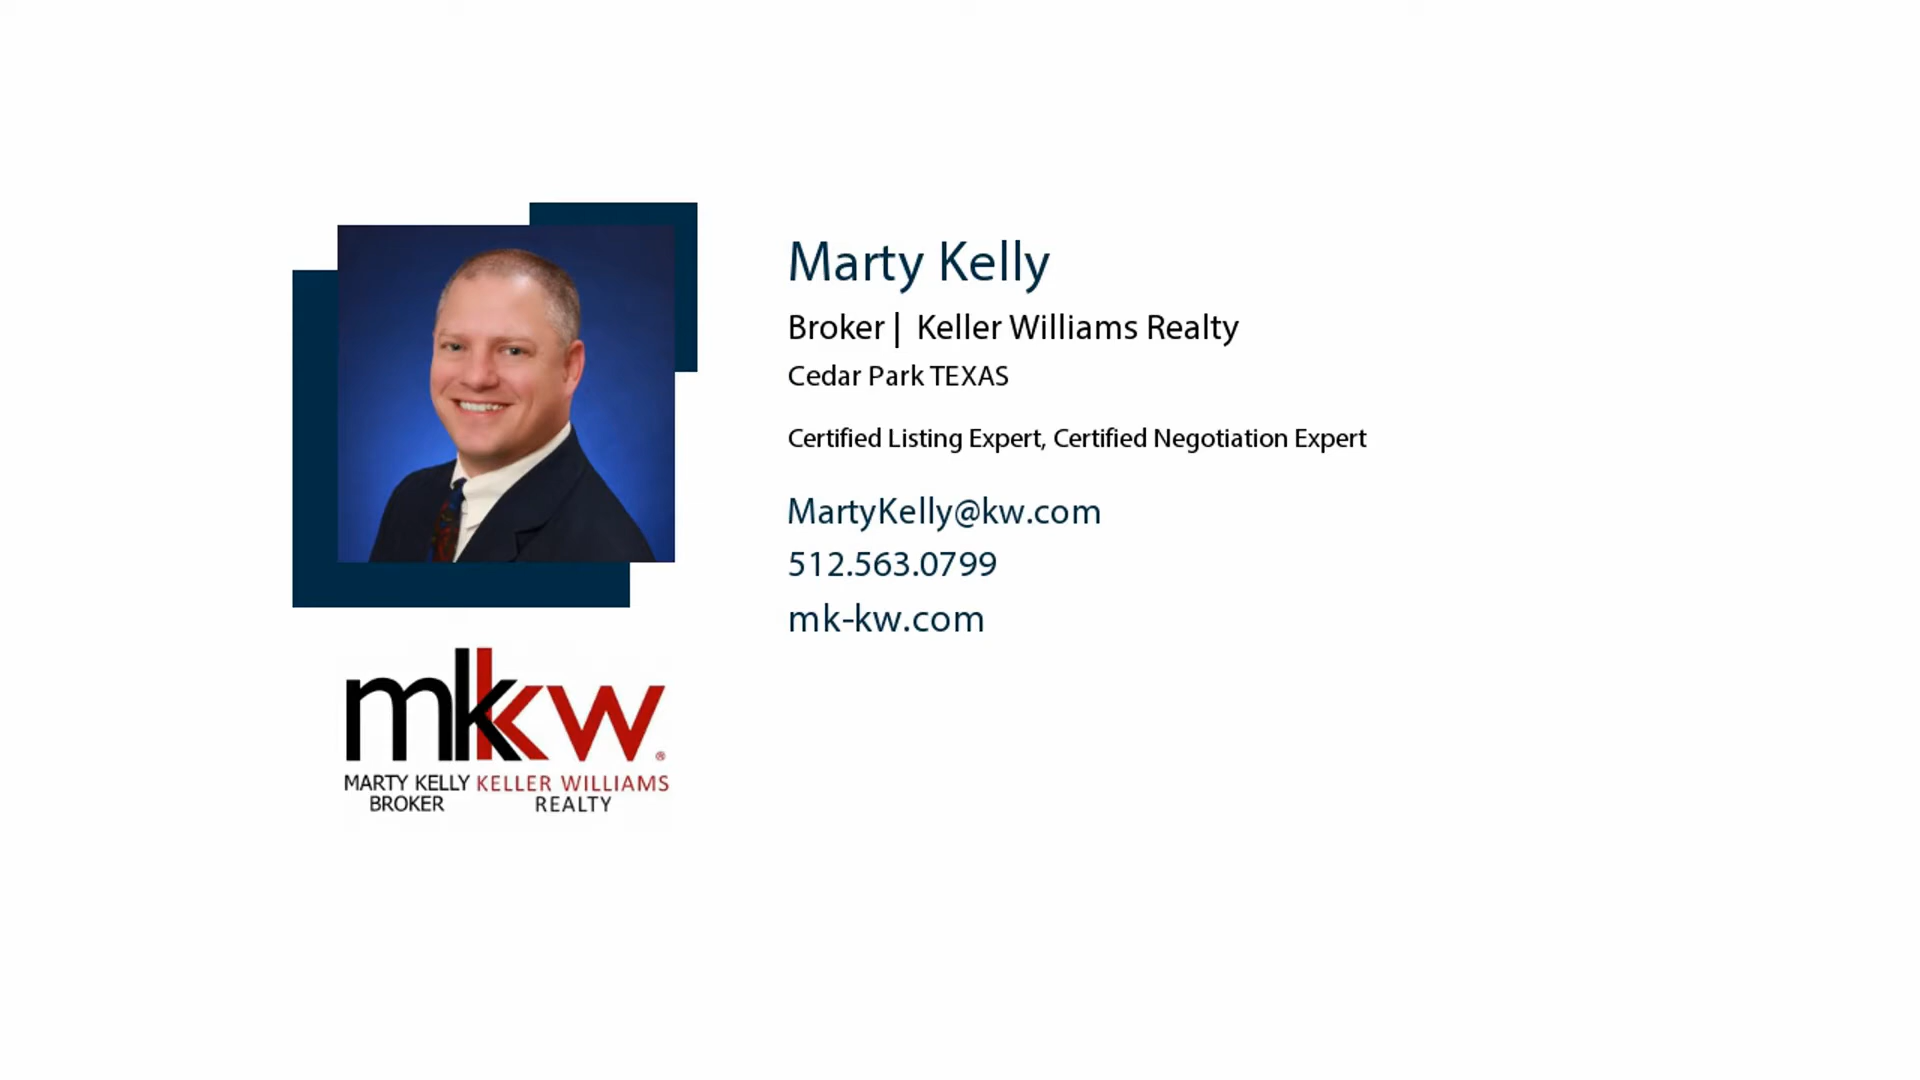 Marty Kelly
Broker | Keller Williams Realty
Cedar Park TEXAS
Certified Listing Expert, Certified Negotiation Expert
MartyKelly@kw.com
512.563.0799
mk-kw.com
mkkw®
MARTY KELLY KELLER WILLIAMS
BROKER REALTY